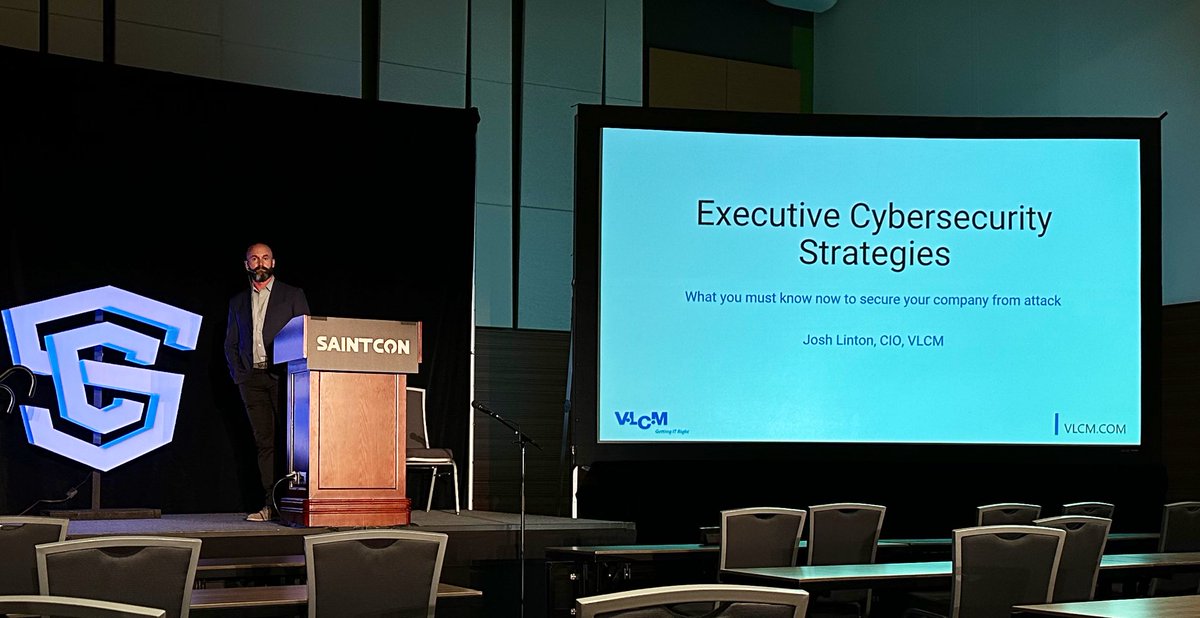 SAINTCON
Executive Cybersecurity
Strategies
What you must know now to secure your company from attack
Josh Linton, CIO, VLCM
VLCM
Getting IT Right
VLCM.COM